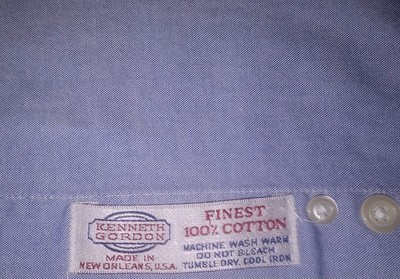 KENNETH
GORDON
MADE IN
NEW ORLEANS, U.S.A.
FINEST
100% COTTON
MACHINE WASH WARM
DO NOT BLEACH
TUMBLE DRY COOL IRON